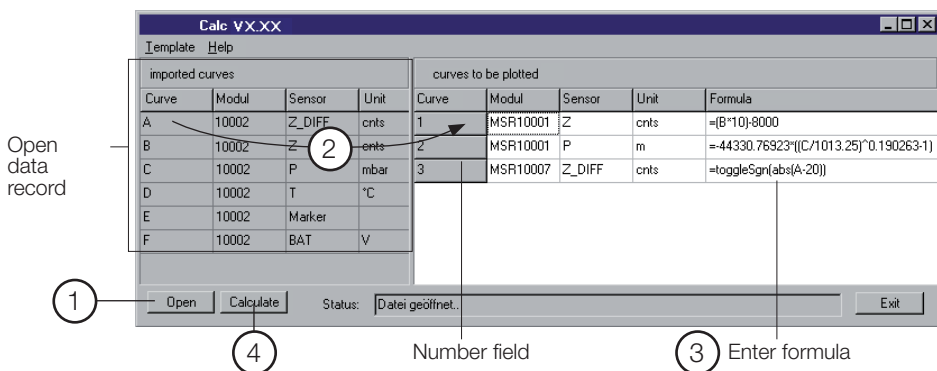 Calc VX.XX
Template Help
imported curves curves to be plotted
Curve Modul Sensor Unit Curve Modul Sensor Unit Formula
A 10002 Z_DIFF cnts 1 MSR10001 Z cnts =(B*10)-8000
B 10002 Z cnts 2 MSR10001 P m =-44330.76923*((C/1013.25)^0.190263-1)
C 10002 P mbar 3 MSR10007 Z_DIFF cnts =toggleSgn(abs(A-20))
D 10002 T °C
E 10002 Marker
F 10002 BAT V
2
Open
data
record
1 Open Calculate Status: Datei geöffnet.. Exit
4 Number field 3 Enter formula